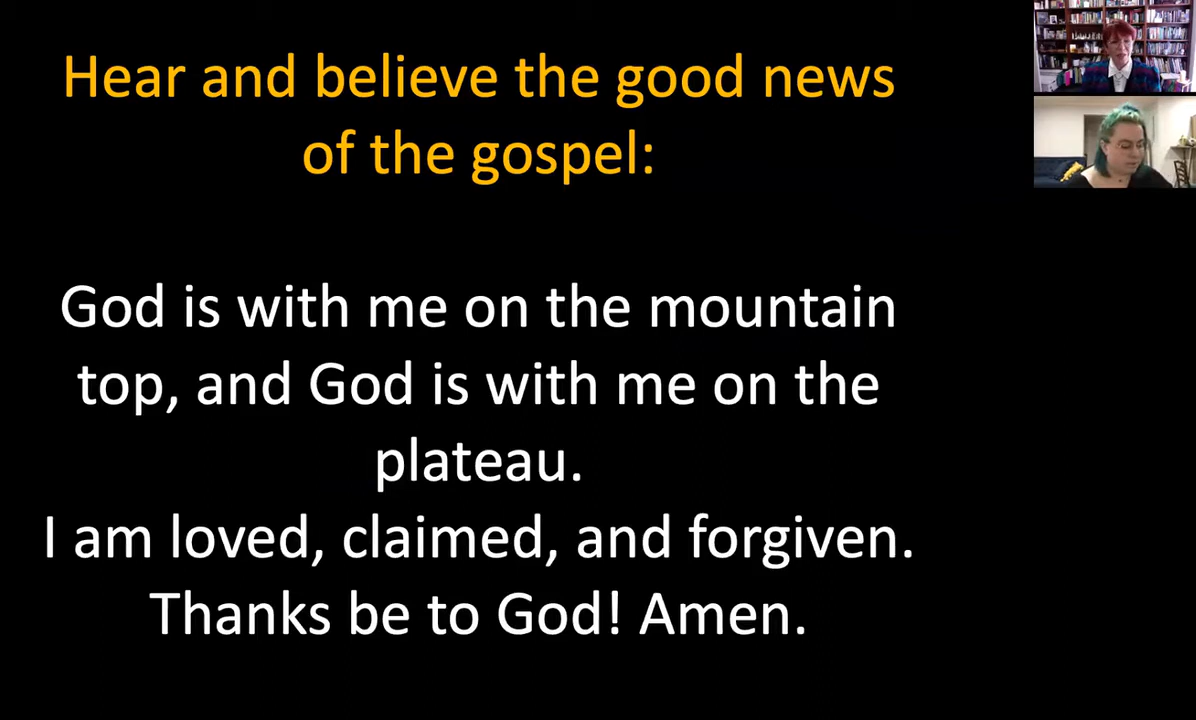 Hear and believe the good news
of the gospel:
God is with me on the mountain
top, and God is with me on the
plateau.
I am loved, claimed, and forgiven.
Thanks be to God! Amen.